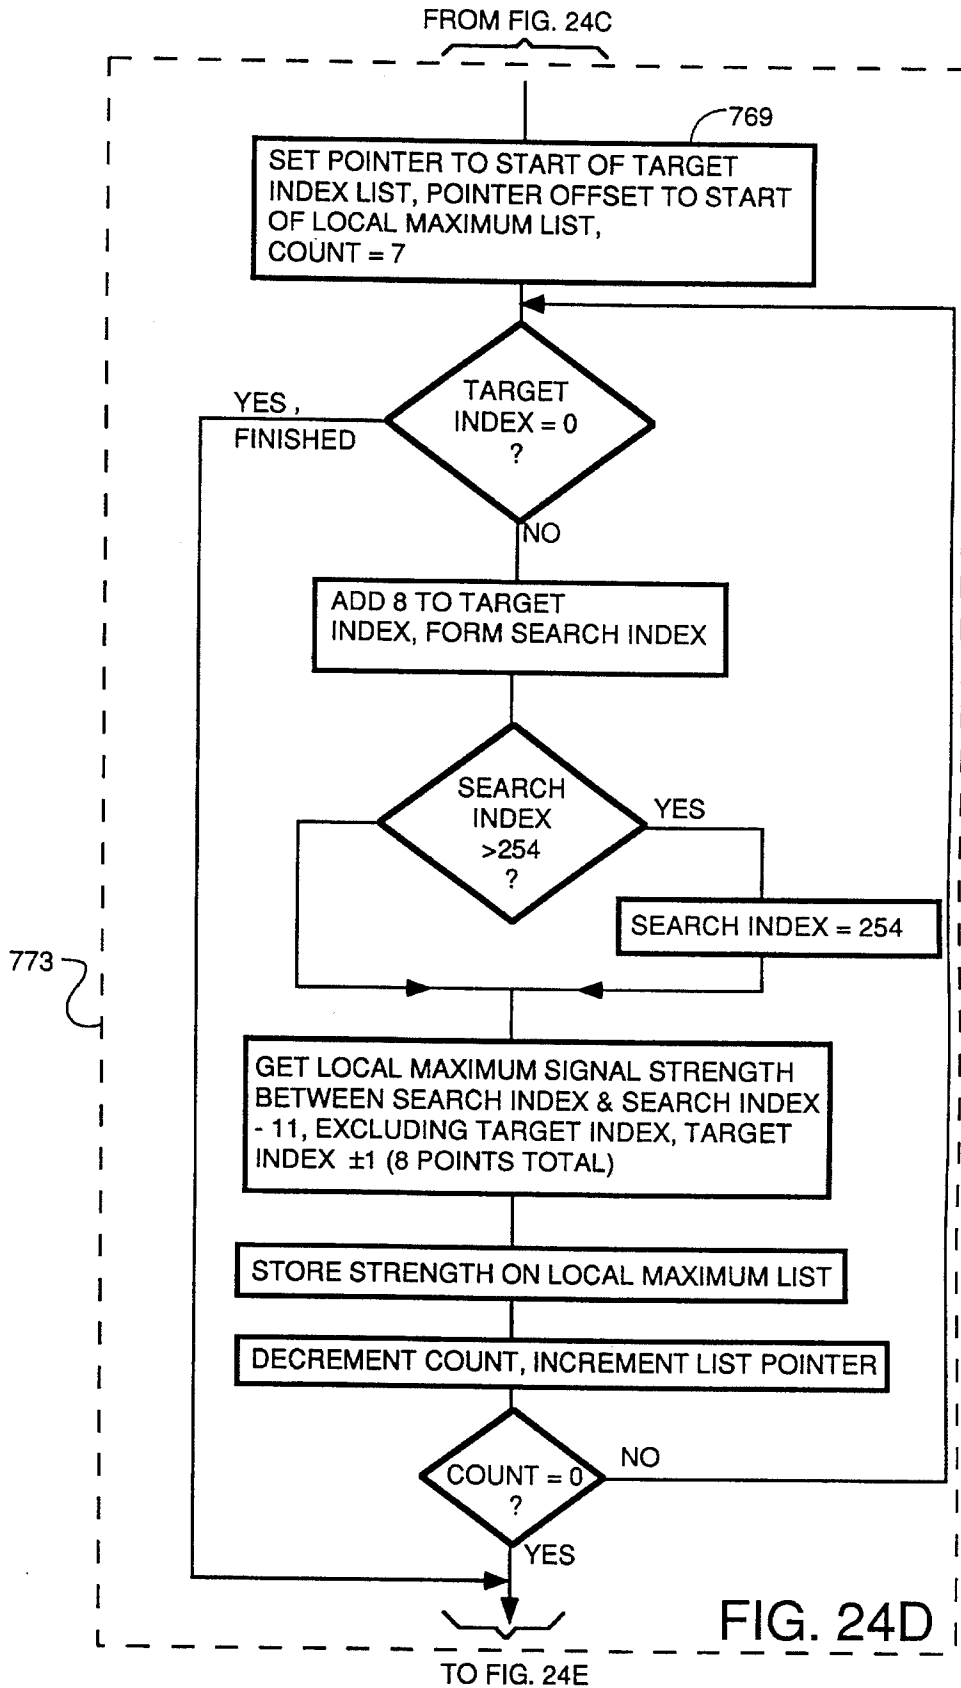 FROM FIG. 24C
769
SET POINTER TO START OF TARGET
INDEX LIST, POINTER OFFSET TO START
OF LOCAL MAXIMUM LIST,
COUNT = 7
TARGET
INDEX = 0
?
YES ,
FINISHED
NO
ADD 8 TO TARGET
INDEX, FORM SEARCH INDEX
SEARCH
INDEX
>254
?
YES
SEARCH INDEX = 254
773
GET LOCAL MAXIMUM SIGNAL STRENGTH
BETWEEN SEARCH INDEX & SEARCH INDEX
- 11, EXCLUDING TARGET INDEX, TARGET
INDEX ±1 (8 POINTS TOTAL)
STORE STRENGTH ON LOCAL MAXIMUM LIST
DECREMENT COUNT, INCREMENT LIST POINTER
COUNT = 0
?
NO
YES
FIG. 24D
TO FIG. 24E